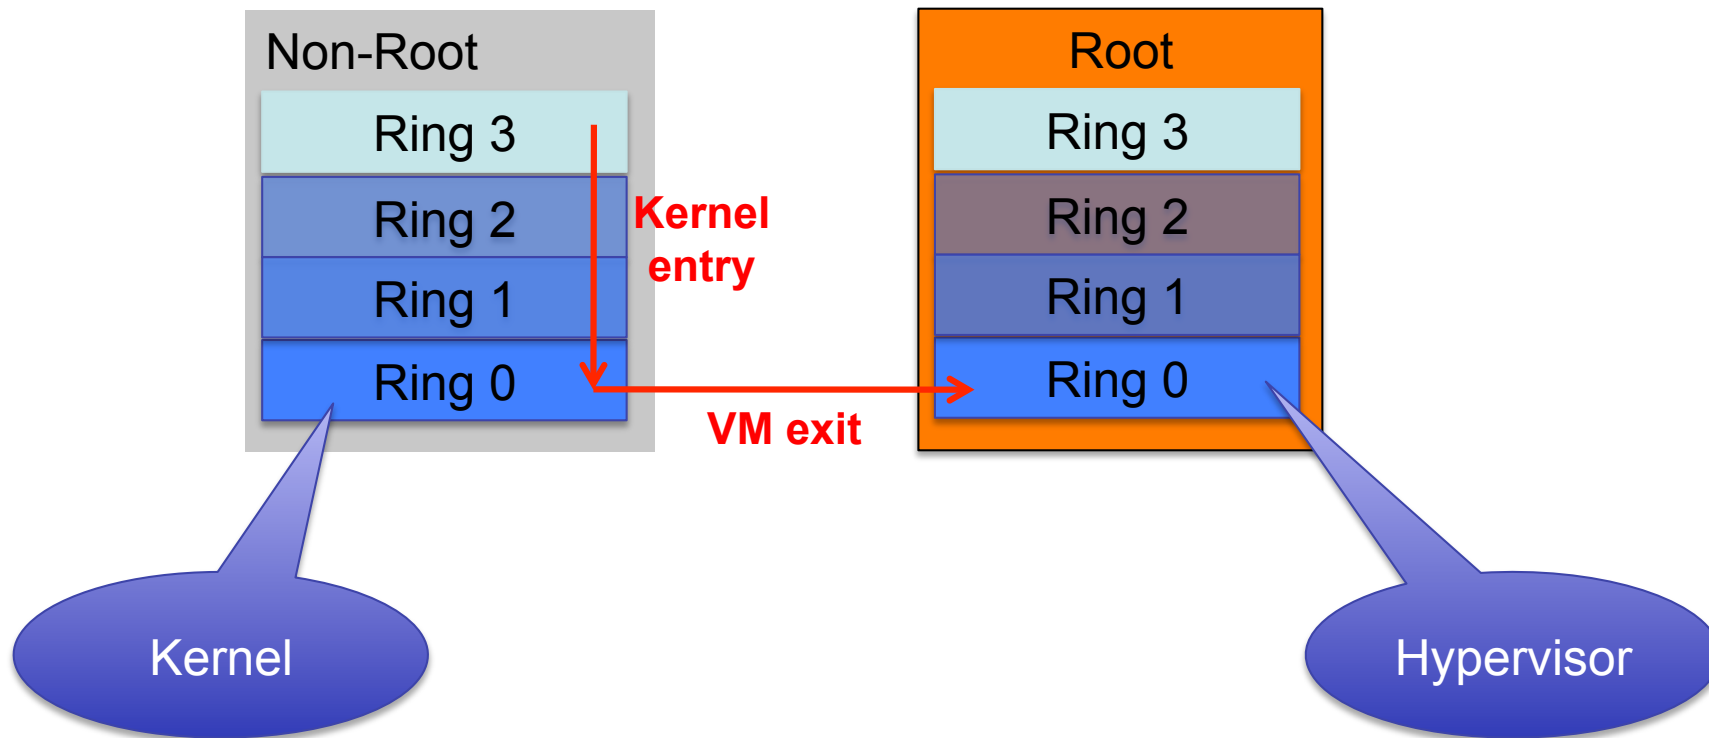 Non-Root
Ring 3
Ring 2
Ring 1
Ring 0
Kernel
entry
VM exit
Root
Ring 3
Ring 2
Ring 1
Ring 0
Kernel
Hypervisor